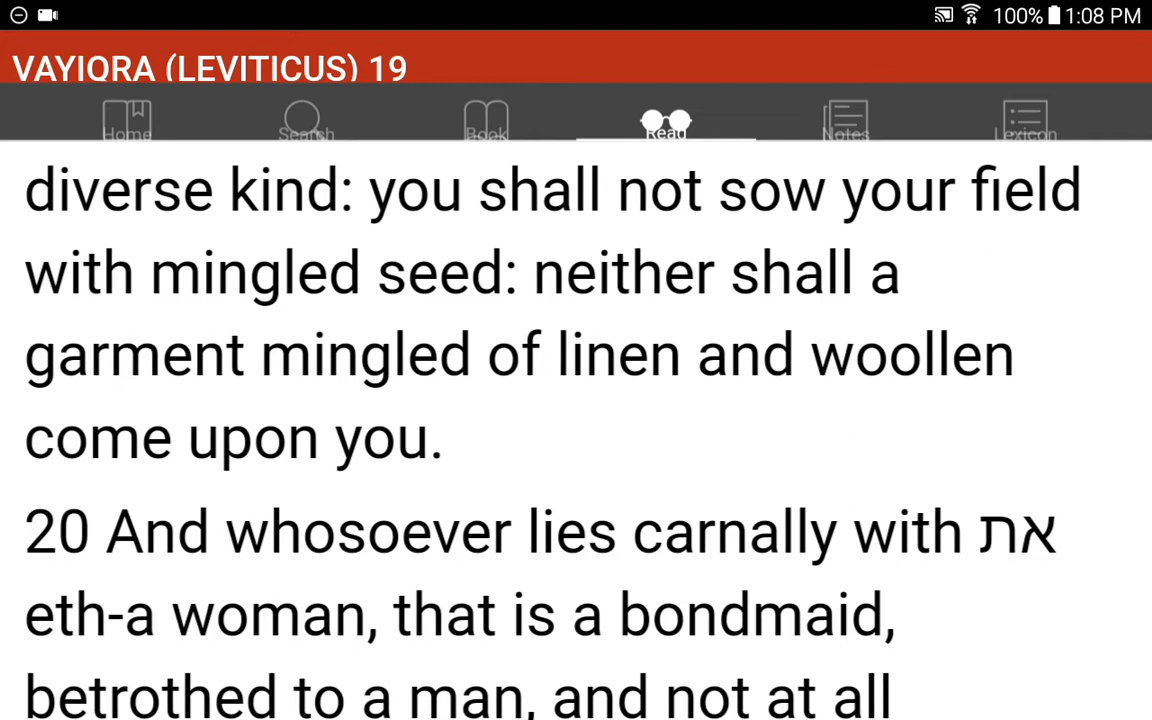 100% 1:08 PM
VAYIQRA (LEVITICUS) 19
Home Search Book Read Notes Lexicon
diverse kind: you shall not sow your field
with mingled seed: neither shall a
garment mingled of linen and woollen
come upon you.
20 And whosoever lies carnally with את
eth-a woman, that is a bondmaid,
betrothed to a man, and not at all